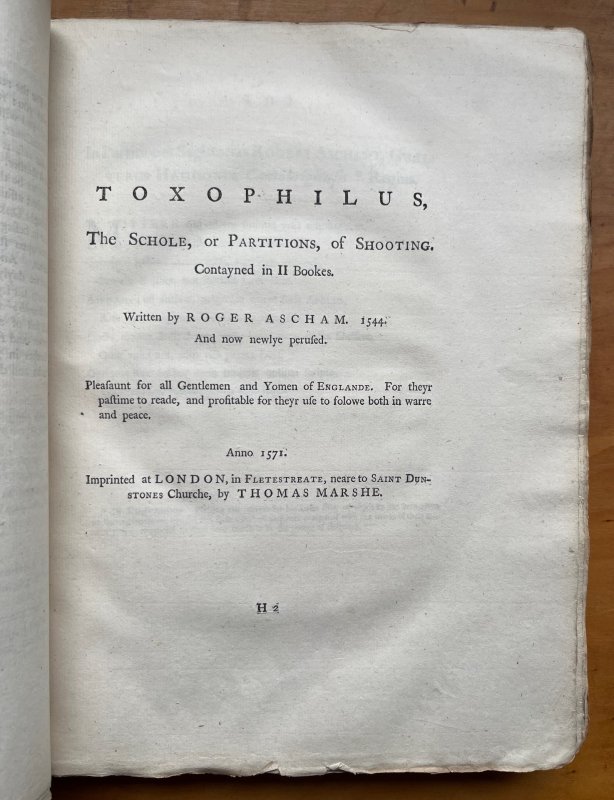 TOXOPHILUS,
The SCHOLE, or PARTITIONS, of SHOOTING.
Contayned in II Bookes.
Written by ROGER ASCHAM. 1544.
And now newlye peruſed.
Pleaſaunt for all Gentlemen and Yomen of ENGLANDE. For theyr
paſtime to reade, and profitable for theyr uſe to folowe both in warre
and peace.
Anno 1571.
Imprinted at LONDON, in FLETESTREATE, neare to SAINT DUN-
STONES Churche, by THOMAS MARSHE.
H 2